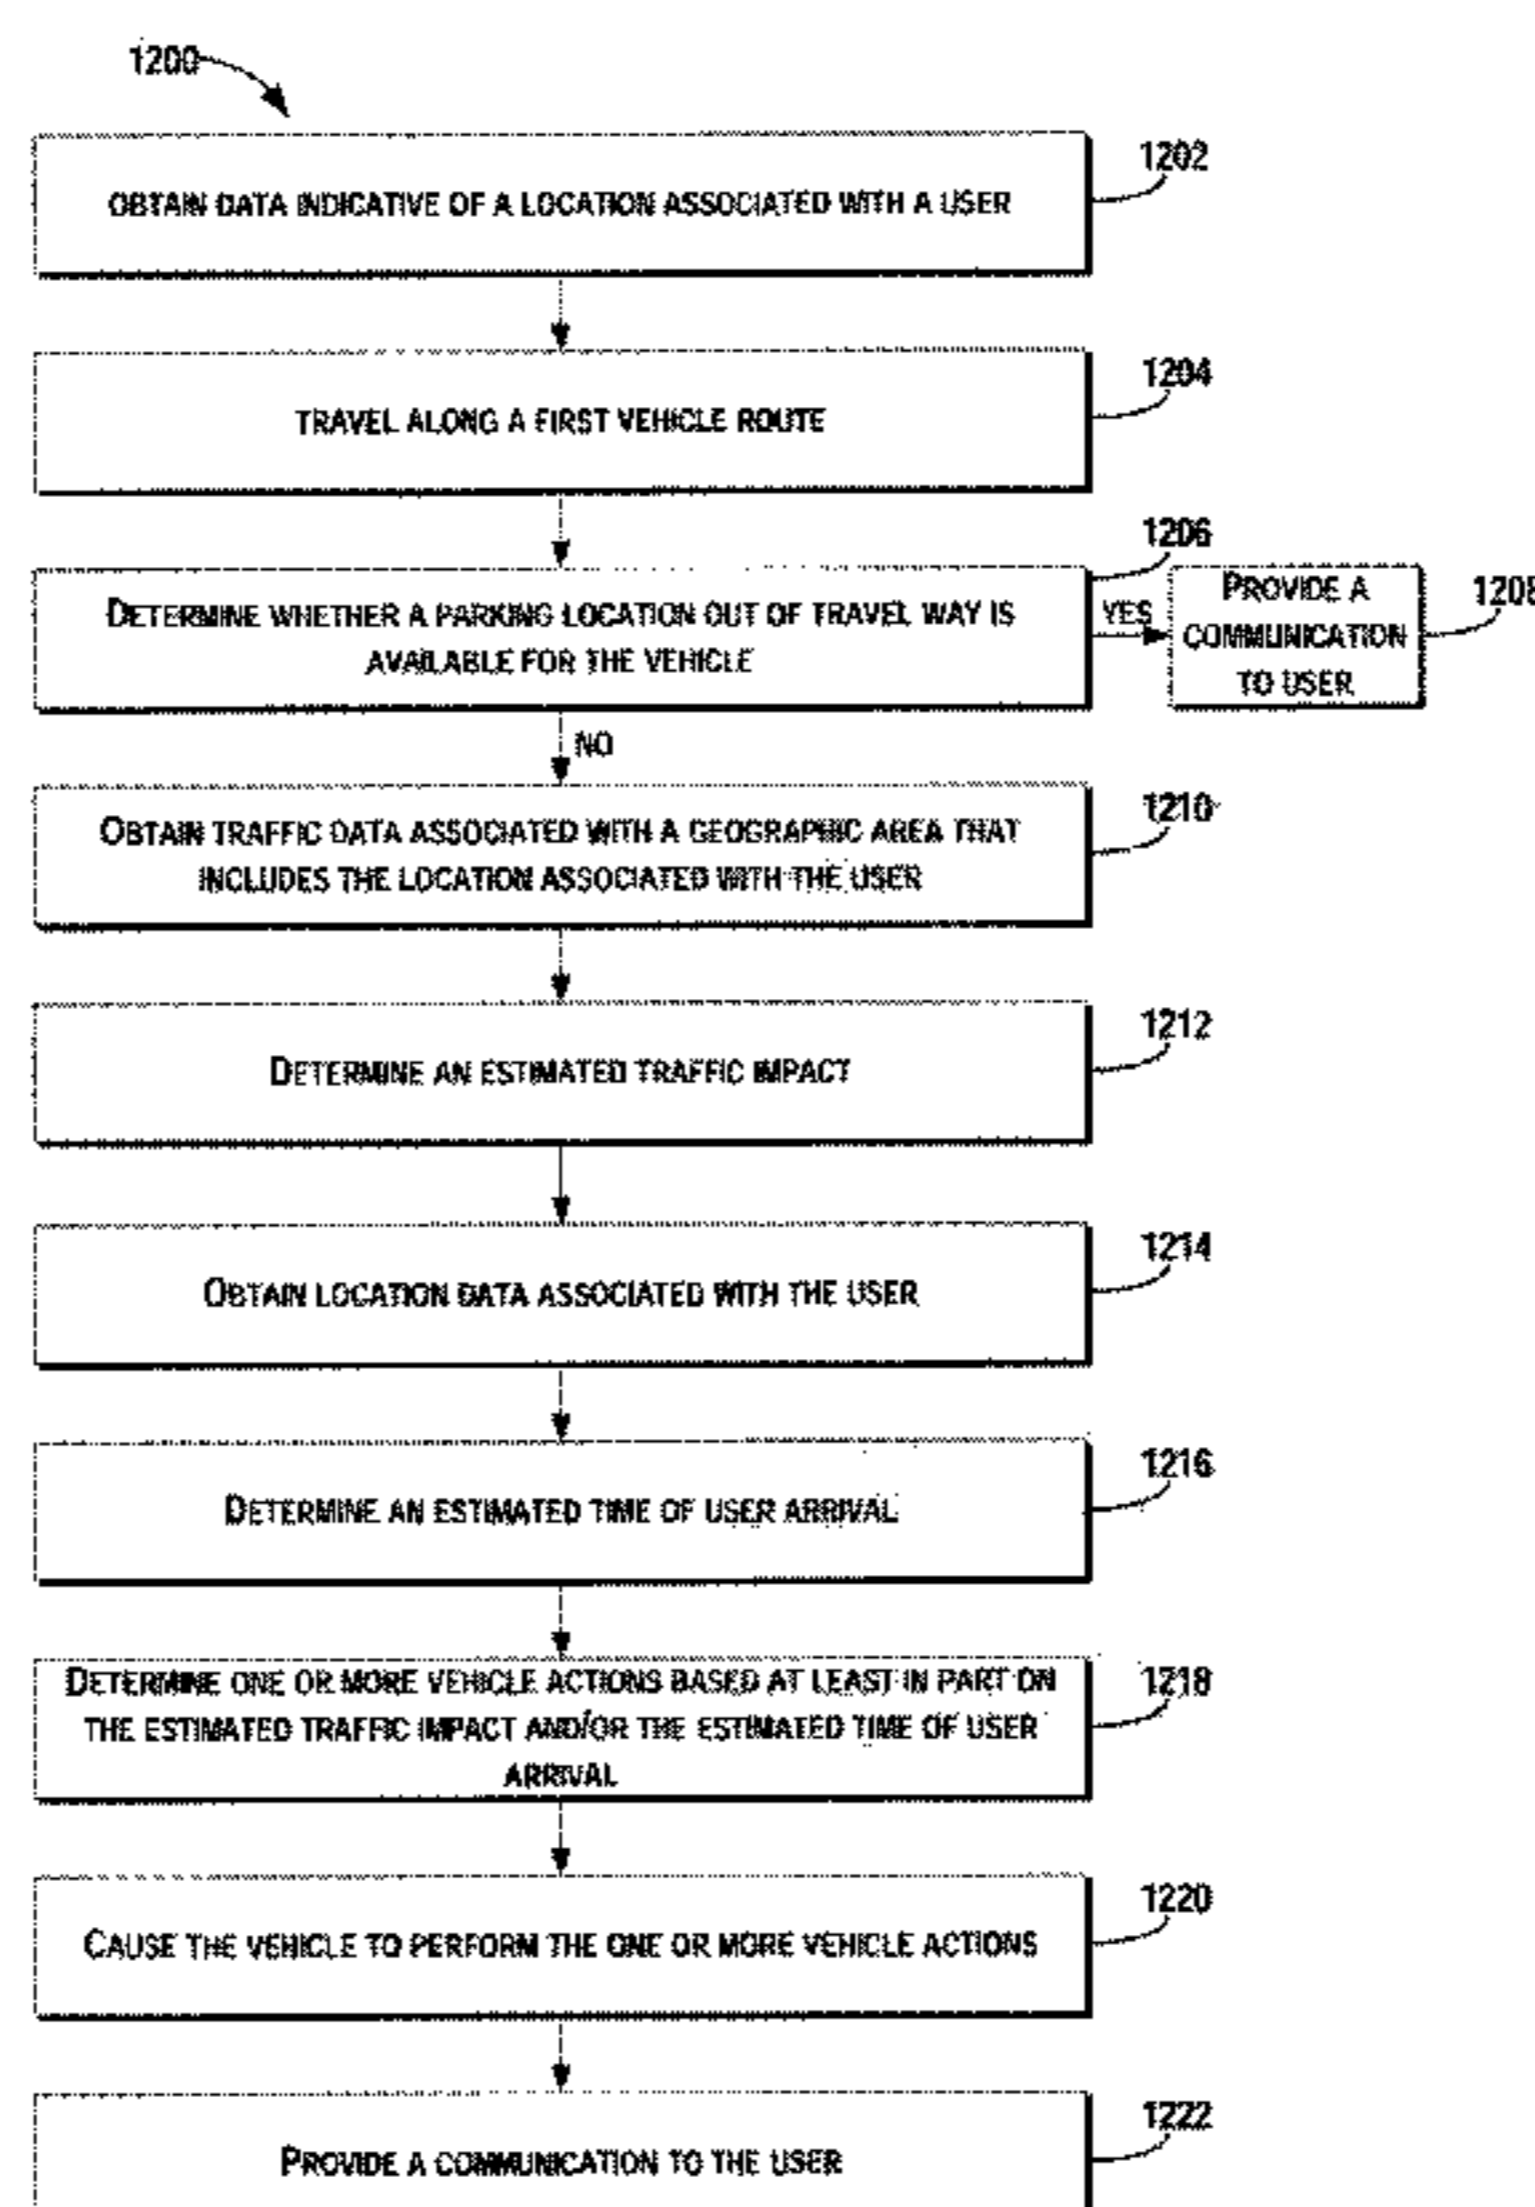 1200
1202
OBTAIN DATA INDICATIVE OF A LOCATION ASSOCIATED WITH A USER
1204
TRAVEL ALONG A FIRST VEHICLE ROUTE
1206
DETERMINE WHETHER A PARKING LOCATION OUT OF TRAVEL WAY IS
AVAILABLE FOR THE VEHICLE
YES
PROVIDE A
COMMUNICATION
TO USER
1208
NO
1210
OBTAIN TRAFFIC DATA ASSOCIATED WITH A GEOGRAPHIC AREA THAT
INCLUDES THE LOCATION ASSOCIATED WITH THE USER
1212
DETERMINE AN ESTIMATED TRAFFIC IMPACT
1214
OBTAIN LOCATION DATA ASSOCIATED WITH THE USER
1216
DETERMINE AN ESTIMATED TIME OF USER ARRIVAL
1218
DETERMINE ONE OR MORE VEHICLE ACTIONS BASED AT LEAST IN PART ON
THE ESTIMATED TRAFFIC IMPACT AND/OR THE ESTIMATED TIME OF USER
ARRIVAL
1220
CAUSE THE VEHICLE TO PERFORM THE ONE OR MORE VEHICLE ACTIONS
1222
PROVIDE A COMMUNICATION TO THE USER